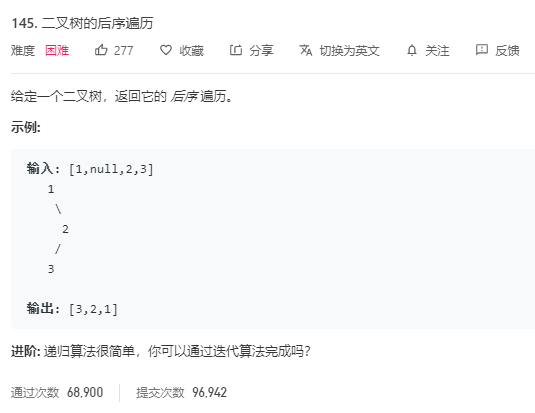 145. 二叉树的后序遍历
难度 困难 277 收藏 分享 切换为英文 关注 反馈
给定一个二叉树，返回它的 后序 遍历。
示例:
输入: [1,null,2,3]
1
\
2
/
3
输出: [3,2,1]
进阶: 递归算法很简单，你可以通过迭代算法完成吗？
通过次数 68,900 提交次数 96,942